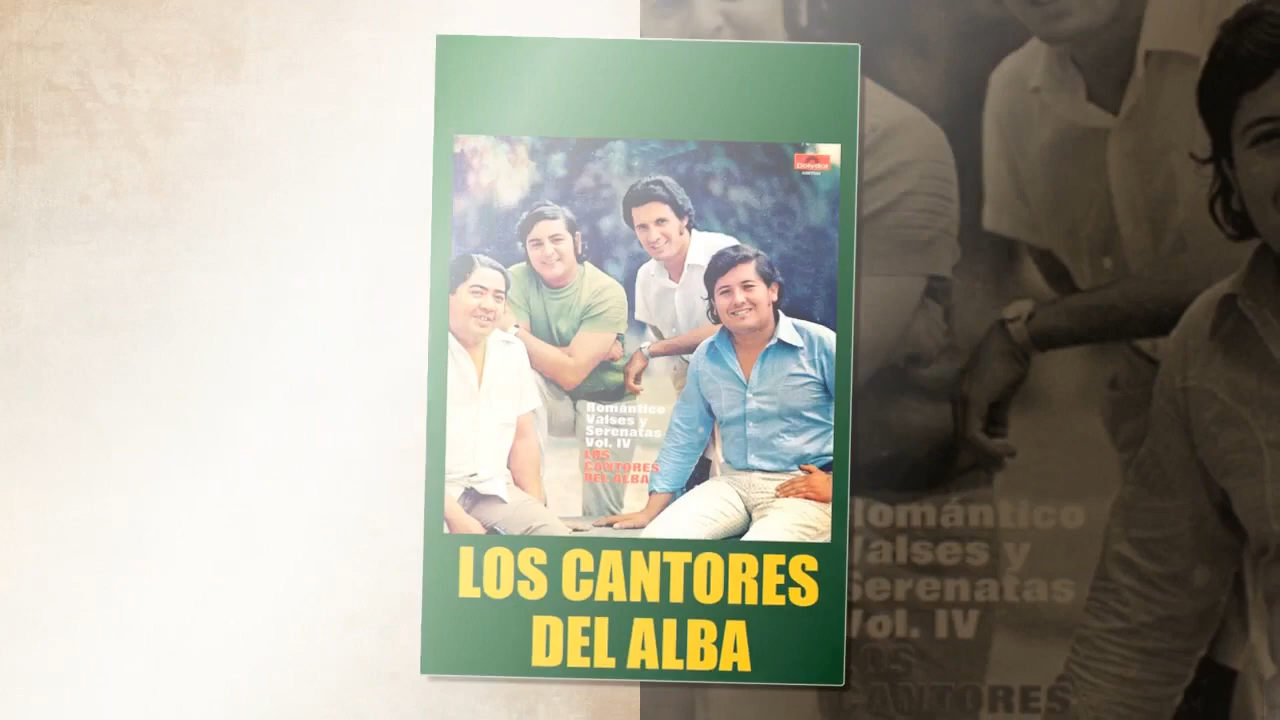 Polydor
Romántico
Valses y
Serenatas
Vol. IV
LOS
CANTORES
DEL ALBA
LOS CANTORES
DEL ALBA
Romántico
Valses y
Serenatas
Vol. IV
LOS
CANTORES